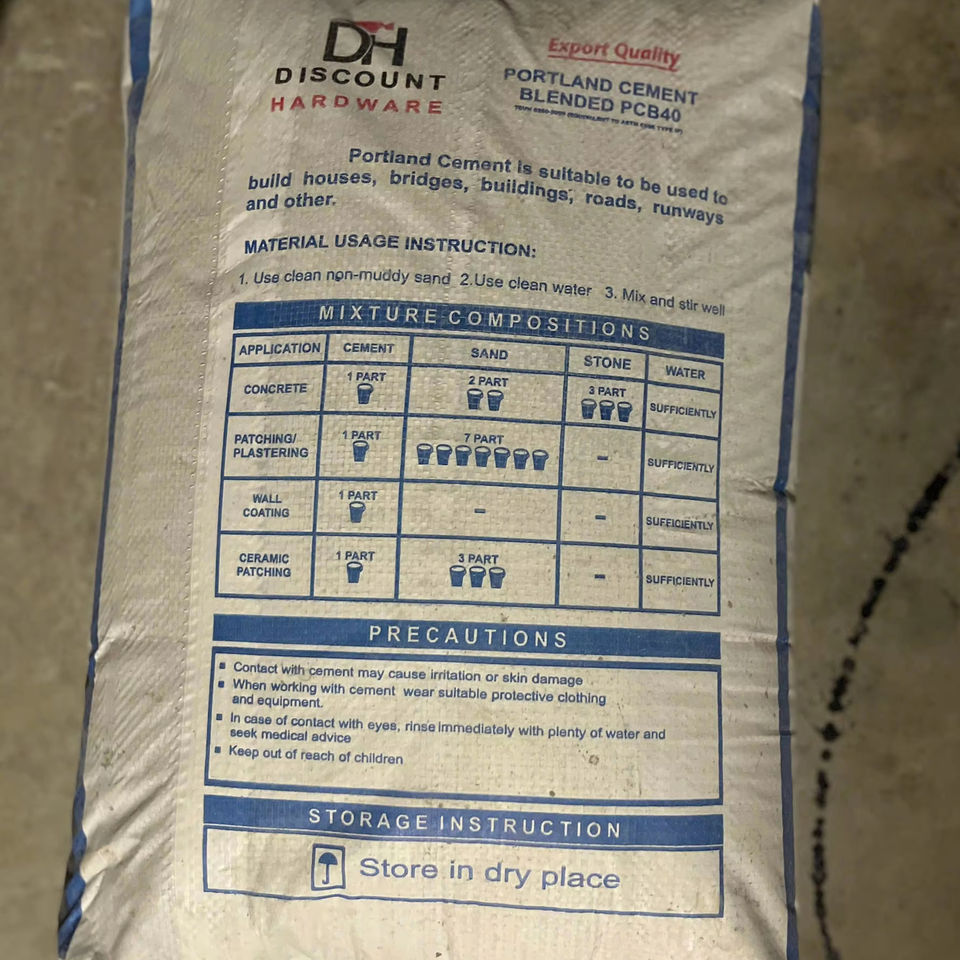 DH
DISCOUNT
HARDWARE
Export Quality
PORTLAND CEMENT
BLENDED PCB40
(EQUIVALENT TO ASTM
Portland Cement is suitable to be used to
build houses, bridges, buildings, roads, runways
and other.
MATERIAL USAGE INSTRUCTION:
1. Use clean non-muddy sand 2.Use clean water 3. Mix and stir well
MIXTURE COMPOSITIONS
APPLICATION CEMENT SAND STONE WATER
CONCRETE 1 PART 2 PART 3 PART SUFFICIENTLY
PATCHING/
PLASTERING 1 PART 7 PART - SUFFICIENTLY
WALL
COATING 1 PART - - SUFFICIENTLY
CERAMIC
PATCHING 1 PART 3 PART - SUFFICIENTLY
PRECAUTIONS
▪ Contact with cement may cause irritation or skin damage
▪ When working with cement wear suitable protective clothing
and equipment.
▪ In case of contact with eyes, rinse immediately with plenty of water and
seek medical advice
▪ Keep out of reach of children
STORAGE INSTRUCTION
Store in dry place